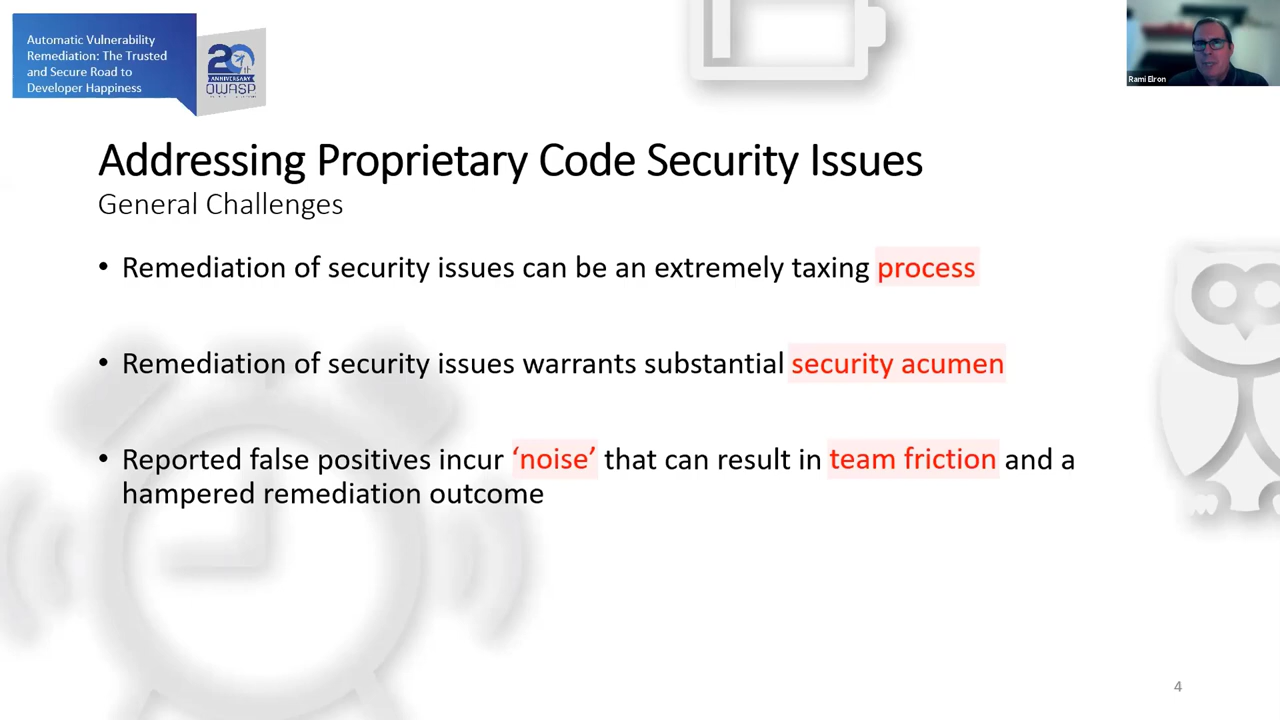 Automatic Vulnerability
Remediation: The Trusted
and Secure Road to
Developer Happiness
20th
ANNIVERSARY
OWASP
Rami Elron
Addressing Proprietary Code Security Issues
General Challenges
• Remediation of security issues can be an extremely taxing process
• Remediation of security issues warrants substantial security acumen
• Reported false positives incur ‘noise’ that can result in team friction and a
hampered remediation outcome
4